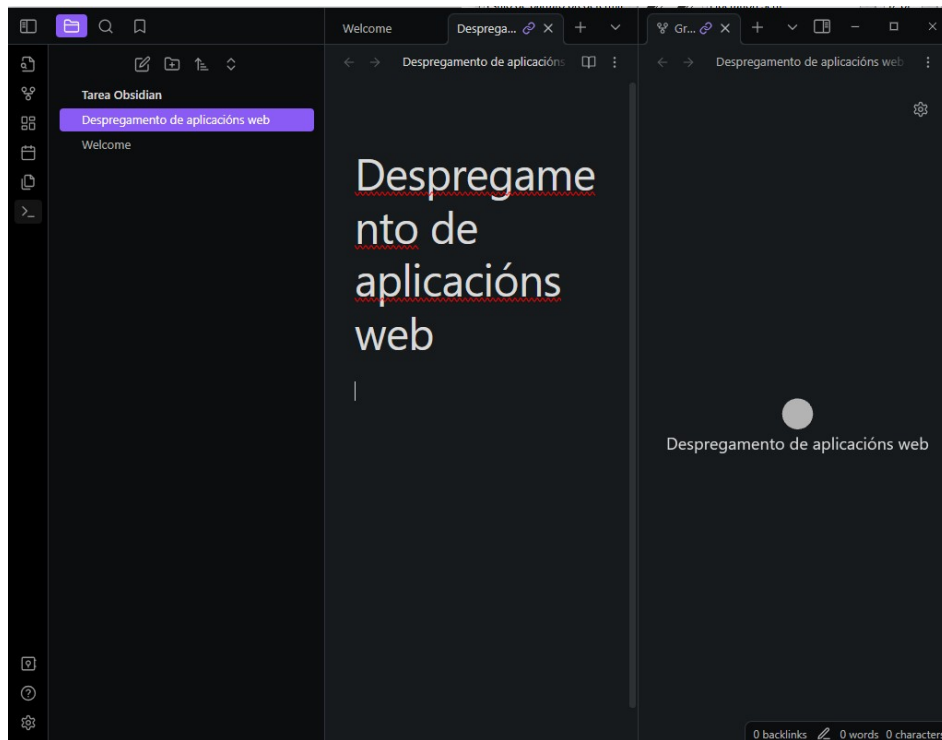 Welcome
Desprega...
Gr...
Despregamento de aplicacións
Despregamento de aplicacións web
Tarea Obsidian
Despregamento de aplicacións web
Welcome
Despregame
nto de
aplicacións
web
Despregamento de aplicacións web
0 backlinks 0 words 0 characters